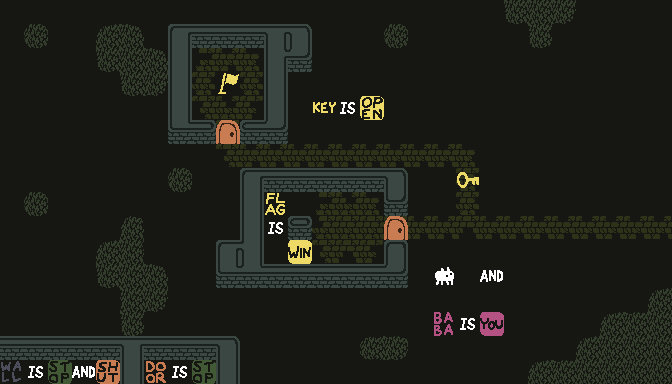 KEY IS OPEN
FLAG
IS
WIN
AND
BABA IS YOU
WALL IS STOP AND SHUT DOOR IS STOP